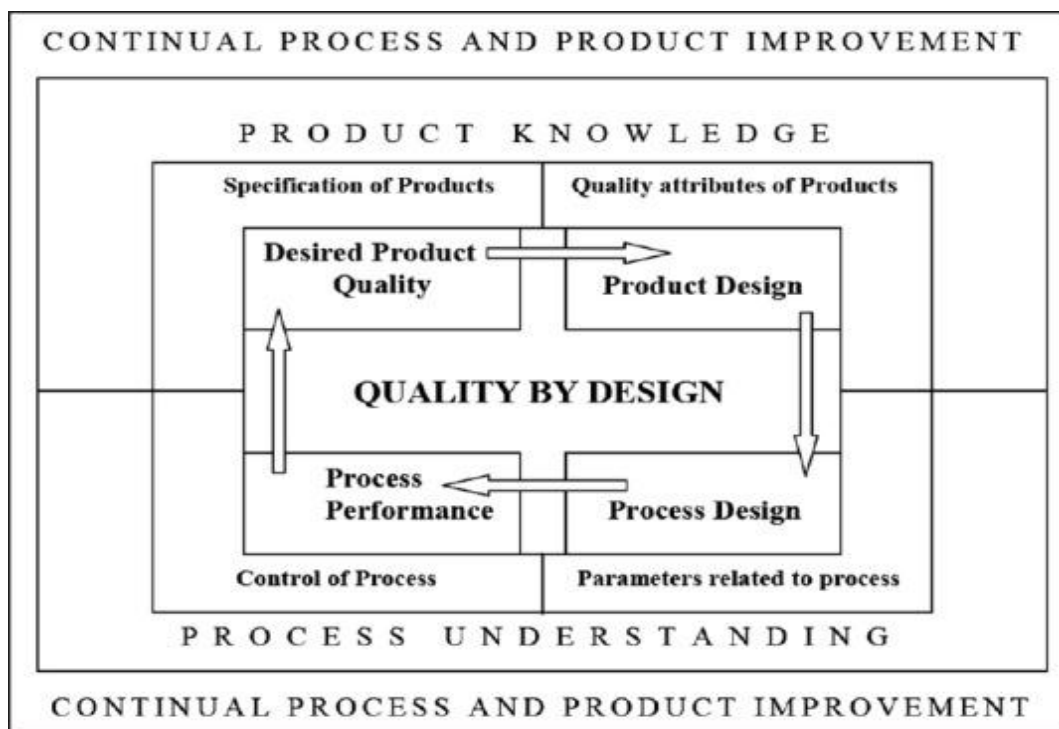 CONTINUAL PROCESS AND PRODUCT IMPROVEMENT
PRODUCT KNOWLEDGE
Specification of Products
Quality attributes of Products
Desired Product
Quality
Product Design
QUALITY BY DESIGN
Process
Performance
Process Design
Control of Process
Parameters related to process
PROCESS UNDERSTANDING
CONTINUAL PROCESS AND PRODUCT IMPROVEMENT